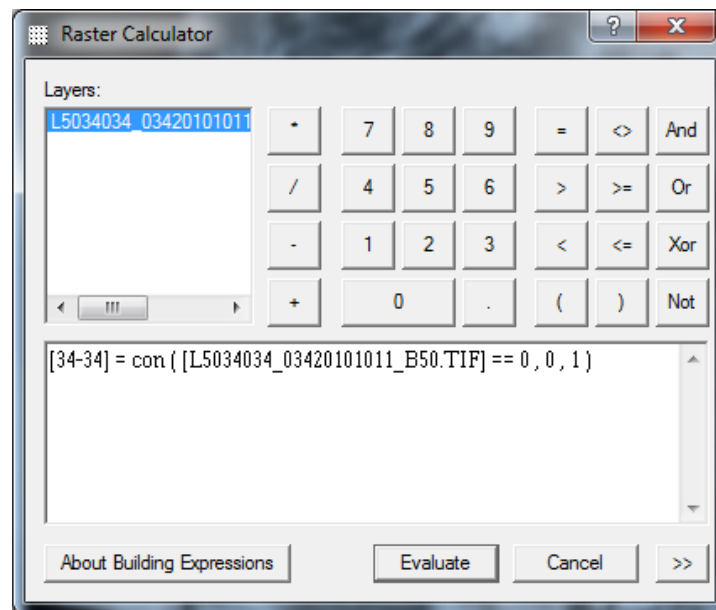 Raster Calculator
?
X
Layers:
L5034034_03420101011
* 7 8 9 = <> And
/ 4 5 6 > >= Or
- 1 2 3 < <= Xor
+ 0 . ( ) Not
[34-34] = con ( [L5034034_03420101011_B50.TIF] == 0 , 0 , 1 )
About Building Expressions Evaluate Cancel >>